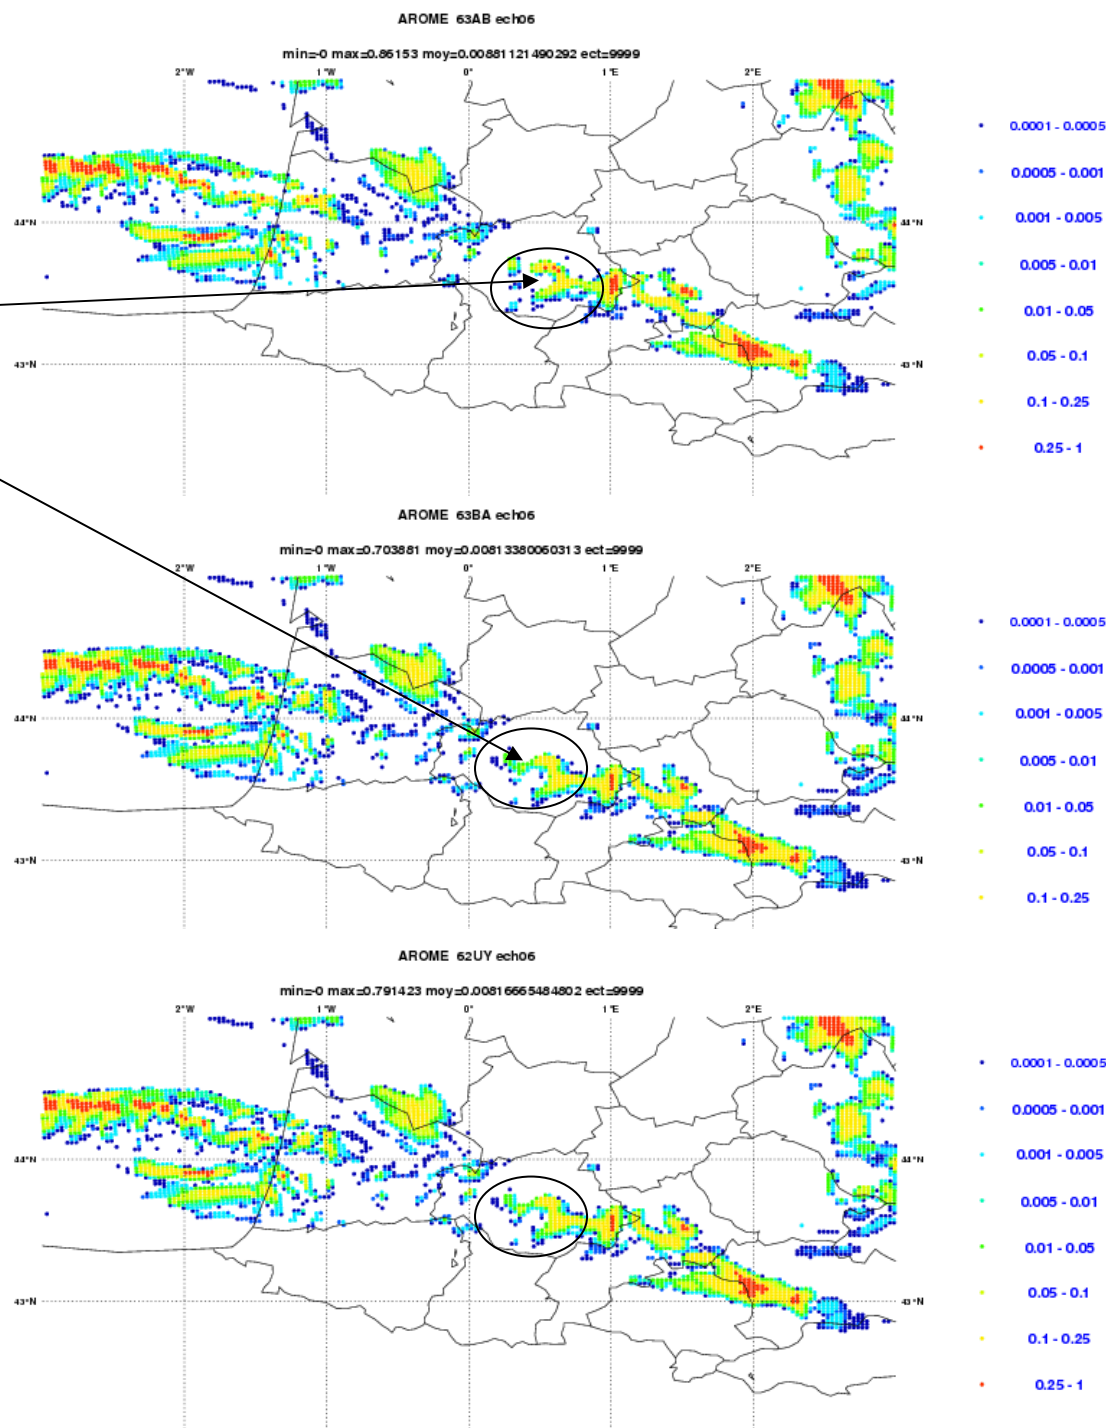 AROME 63AB ech06
min=-0 max=0.86153 moy=0.00881121490292 ect=9999
2°W 1°W 0° 1°E 2°E
0.0001 - 0.0005
0.0005 - 0.001
0.001 - 0.005
44°N 44°N
0.005 - 0.01
0.01 - 0.05
0.05 - 0.1
43°N 43°N
0.1 - 0.25
0.25 - 1
AROME 63BA ech06
min=-0 max=0.703881 moy=0.00813380060313 ect=9999
2°W 1°W 0° 1°E 2°E
0.0001 - 0.0005
0.0005 - 0.001
0.001 - 0.005
44°N 44°N
0.005 - 0.01
0.01 - 0.05
0.05 - 0.1
43°N 43°N
0.1 - 0.25
AROME 62UY ech06
min=-0 max=0.791423 moy=0.00816665484802 ect=9999
2°W 1°W 0° 1°E 2°E
0.0001 - 0.0005
0.0005 - 0.001
0.001 - 0.005
44°N 44°N
0.005 - 0.01
0.01 - 0.05
0.05 - 0.1
43°N 43°N
0.1 - 0.25
0.25 - 1